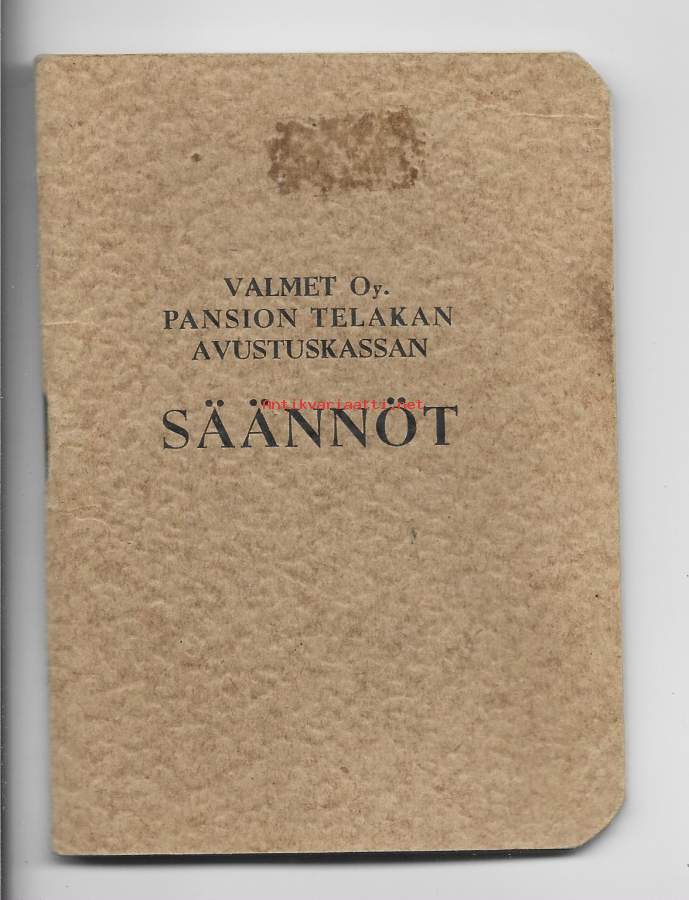 VALMET Oy.
PANSION TELAKAN
AVUSTUSKASSAN
Antikvariaatti.net
SÄÄNNÖT